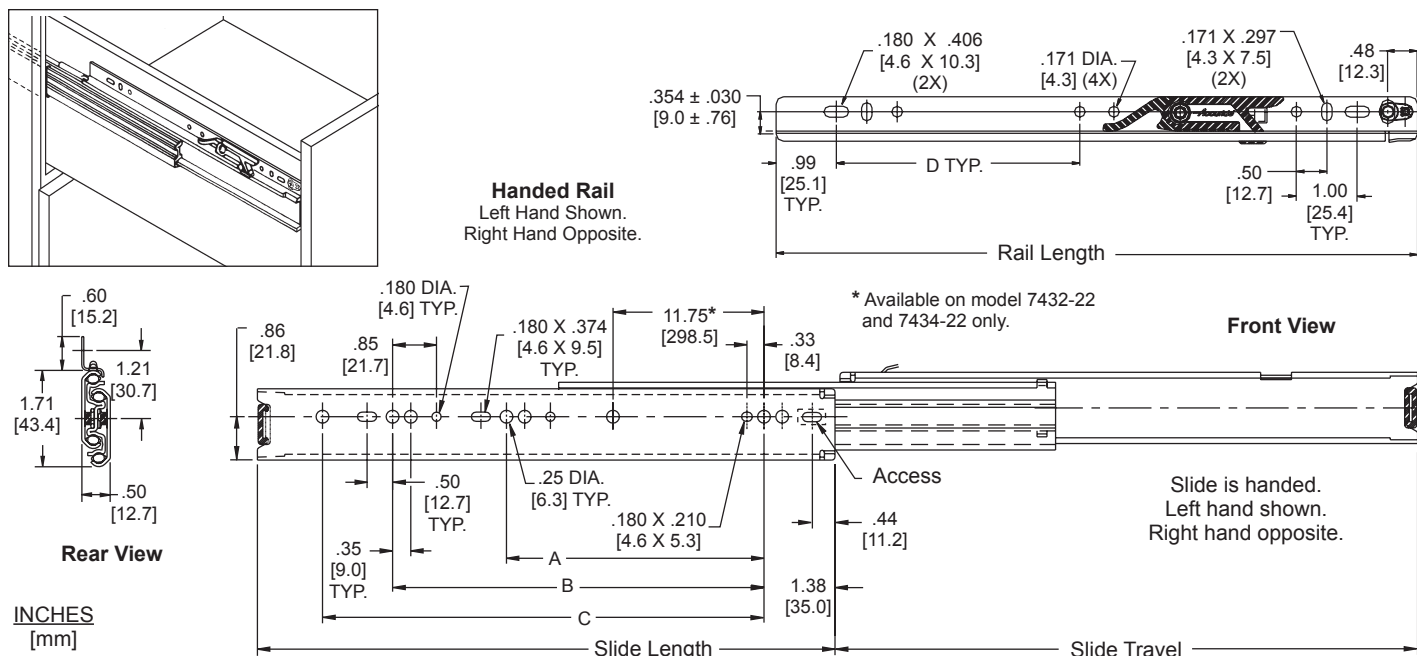 .180 X .406
[4.6 X 10.3]
(2X)
.171 DIA.
[4.3] (4X)
.171 X .297
[4.3 X 7.5]
(2X)
.48
[12.3]
.354 ± .030
[9.0 ± .76]
.99
[25.1]
TYP.
D TYP.
.50
[12.7]
1.00
[25.4]
TYP.
Rail Length
Handed Rail
Left Hand Shown.
Right Hand Opposite.
Accuride
.60
[15.2]
1.21
[30.7]
1.71
[43.4]
.50
[12.7]
Rear View
INCHES
[mm]
.86
[21.8]
.85
[21.7]
.180 DIA.
[4.6] TYP.
.180 X .374
[4.6 X 9.5]
TYP.
11.75*
[298.5]
.33
[8.4]
* Available on model 7432-22
and 7434-22 only.
Front View
.50
[12.7]
TYP.
.35
[9.0]
TYP.
.25 DIA.
[6.3] TYP.
.180 X .210
[4.6 X 5.3]
Access
.44
[11.2]
1.38
[35.0]
A
B
C
Slide is handed.
Left hand shown.
Right hand opposite.
Slide Length
Slide Travel